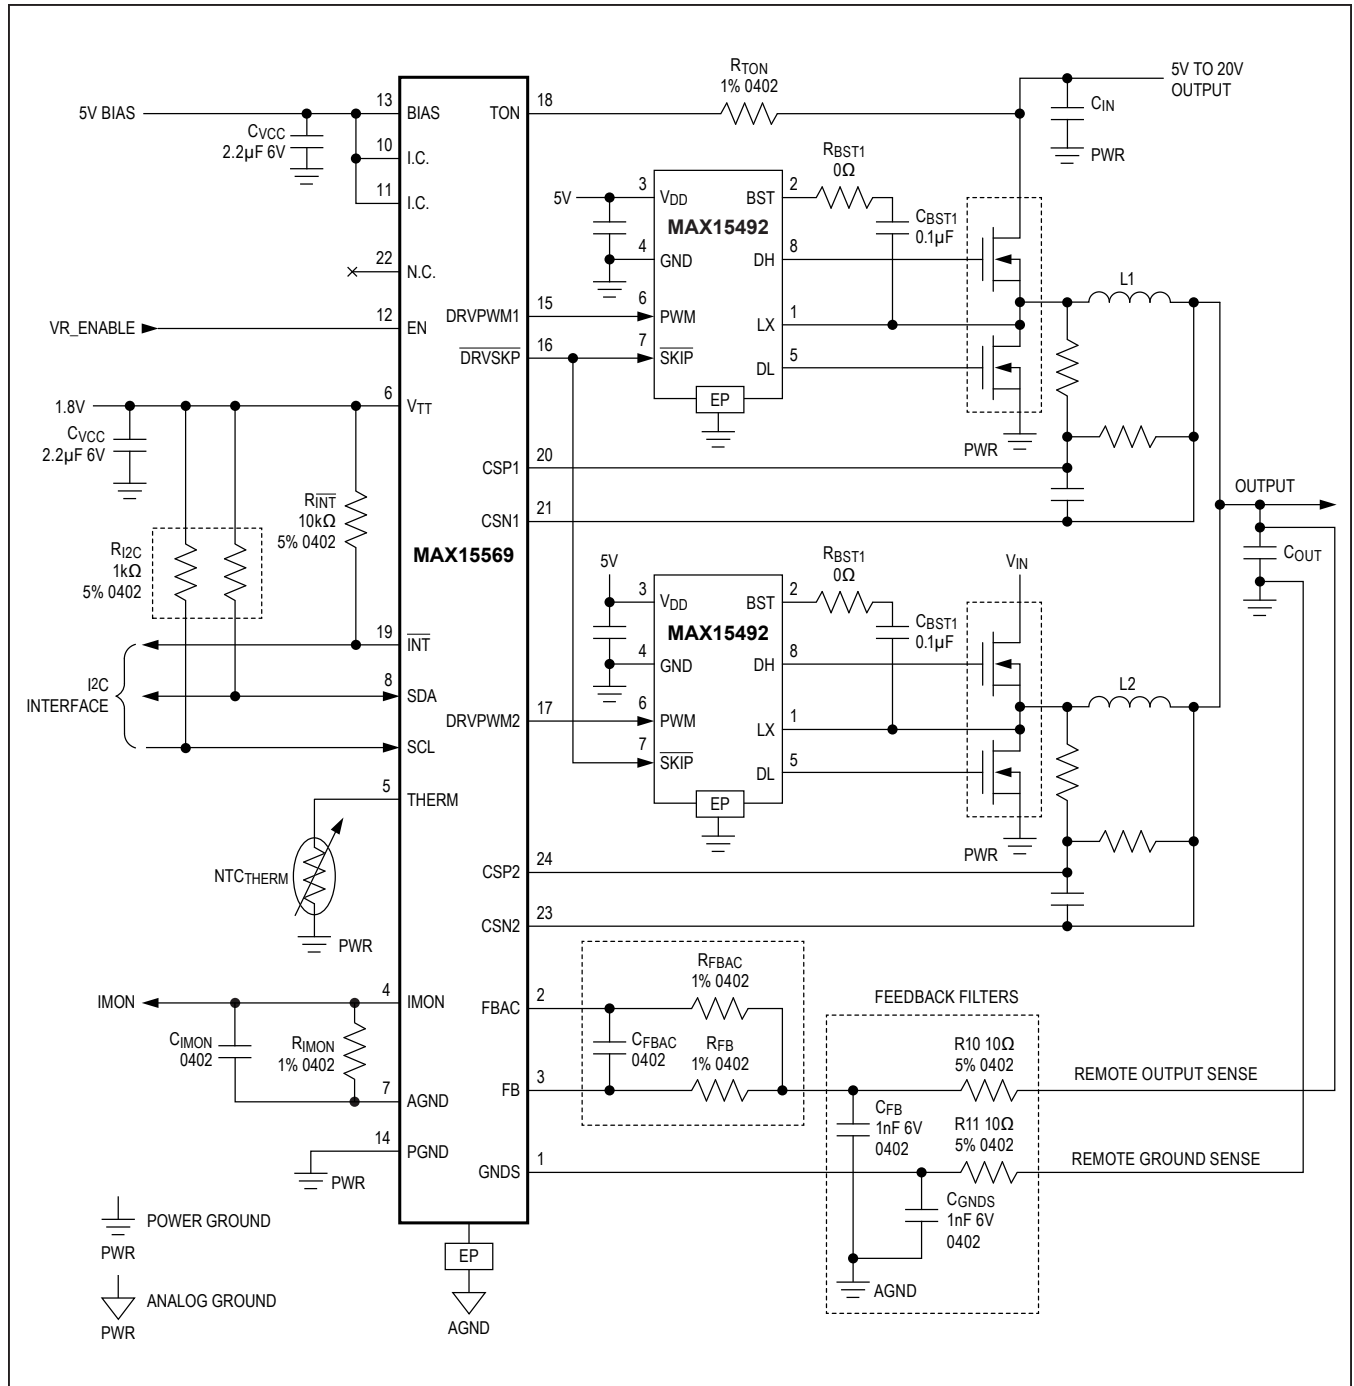 5V BIAS
CVCC
2.2µF 6V
13
BIAS
10
I.C.
11
I.C.
22
N.C.
VR_ENABLE
12
EN
1.8V
6
VTT
CVCC
2.2µF 6V
RINT
10kΩ
5% 0402
RI2C
1kΩ
5% 0402
MAX15569
19
INT
I2C
INTERFACE
8
SDA
SCL
5
THERM
NTCTHERM
PWR
IMON
4
IMON
CIMON
0402
RIMON
1% 0402
7
AGND
14
PGND
PWR
POWER GROUND
PWR
ANALOG GROUND
PWR
EP
AGND
TON
18
RTON
1% 0402
5V TO 20V
OUTPUT
CIN
PWR
DRVPWM1
15
DRVSKP
16
5V
3
VDD
MAX15492
4
GND
6
PWM
7
SKIP
EP
BST
2
DH
8
LX
1
DL
5
RBST1
0Ω
CBST1
0.1µF
L1
PWR
CSP1
20
CSN1
21
OUTPUT
COUT
DRVPWM2
17
5V
3
VDD
MAX15492
4
GND
6
PWM
7
SKIP
EP
BST
2
DH
8
LX
1
DL
5
RBST1
0Ω
CBST1
0.1µF
VIN
L2
PWR
CSP2
24
CSN2
23
FBAC
2
RFBAC
1% 0402
CFBAC
0402
RFB
1% 0402
FB
3
GNDS
1
FEEDBACK FILTERS
R10 10Ω
5% 0402
REMOTE OUTPUT SENSE
CFB
1nF 6V
0402
R11 10Ω
5% 0402
REMOTE GROUND SENSE
CGNDS
1nF 6V
0402
AGND